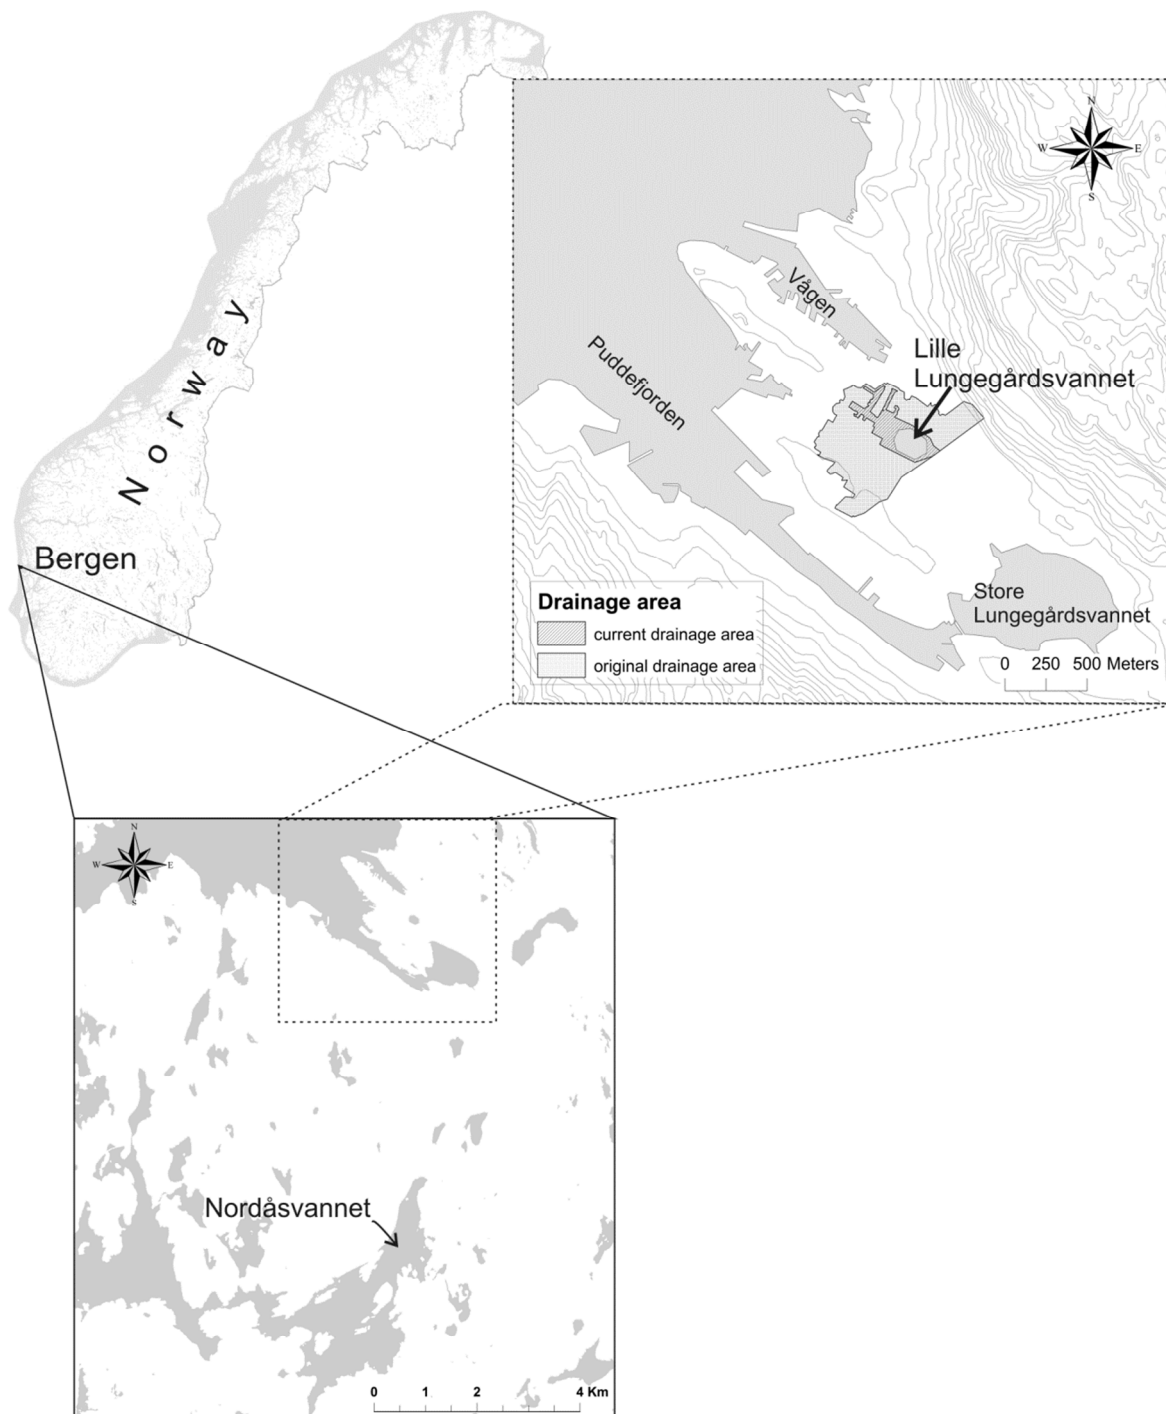 Norway
Bergen
N
W
E
S
Vågen
Puddefjorden
Lille
Lungegårdsvannet
Store
Lungegårdsvannet
Drainage area
current drainage area
original drainage area
0 250 500 Meters
N
W
E
S
Nordåsvannet
0 1 2 4 Km